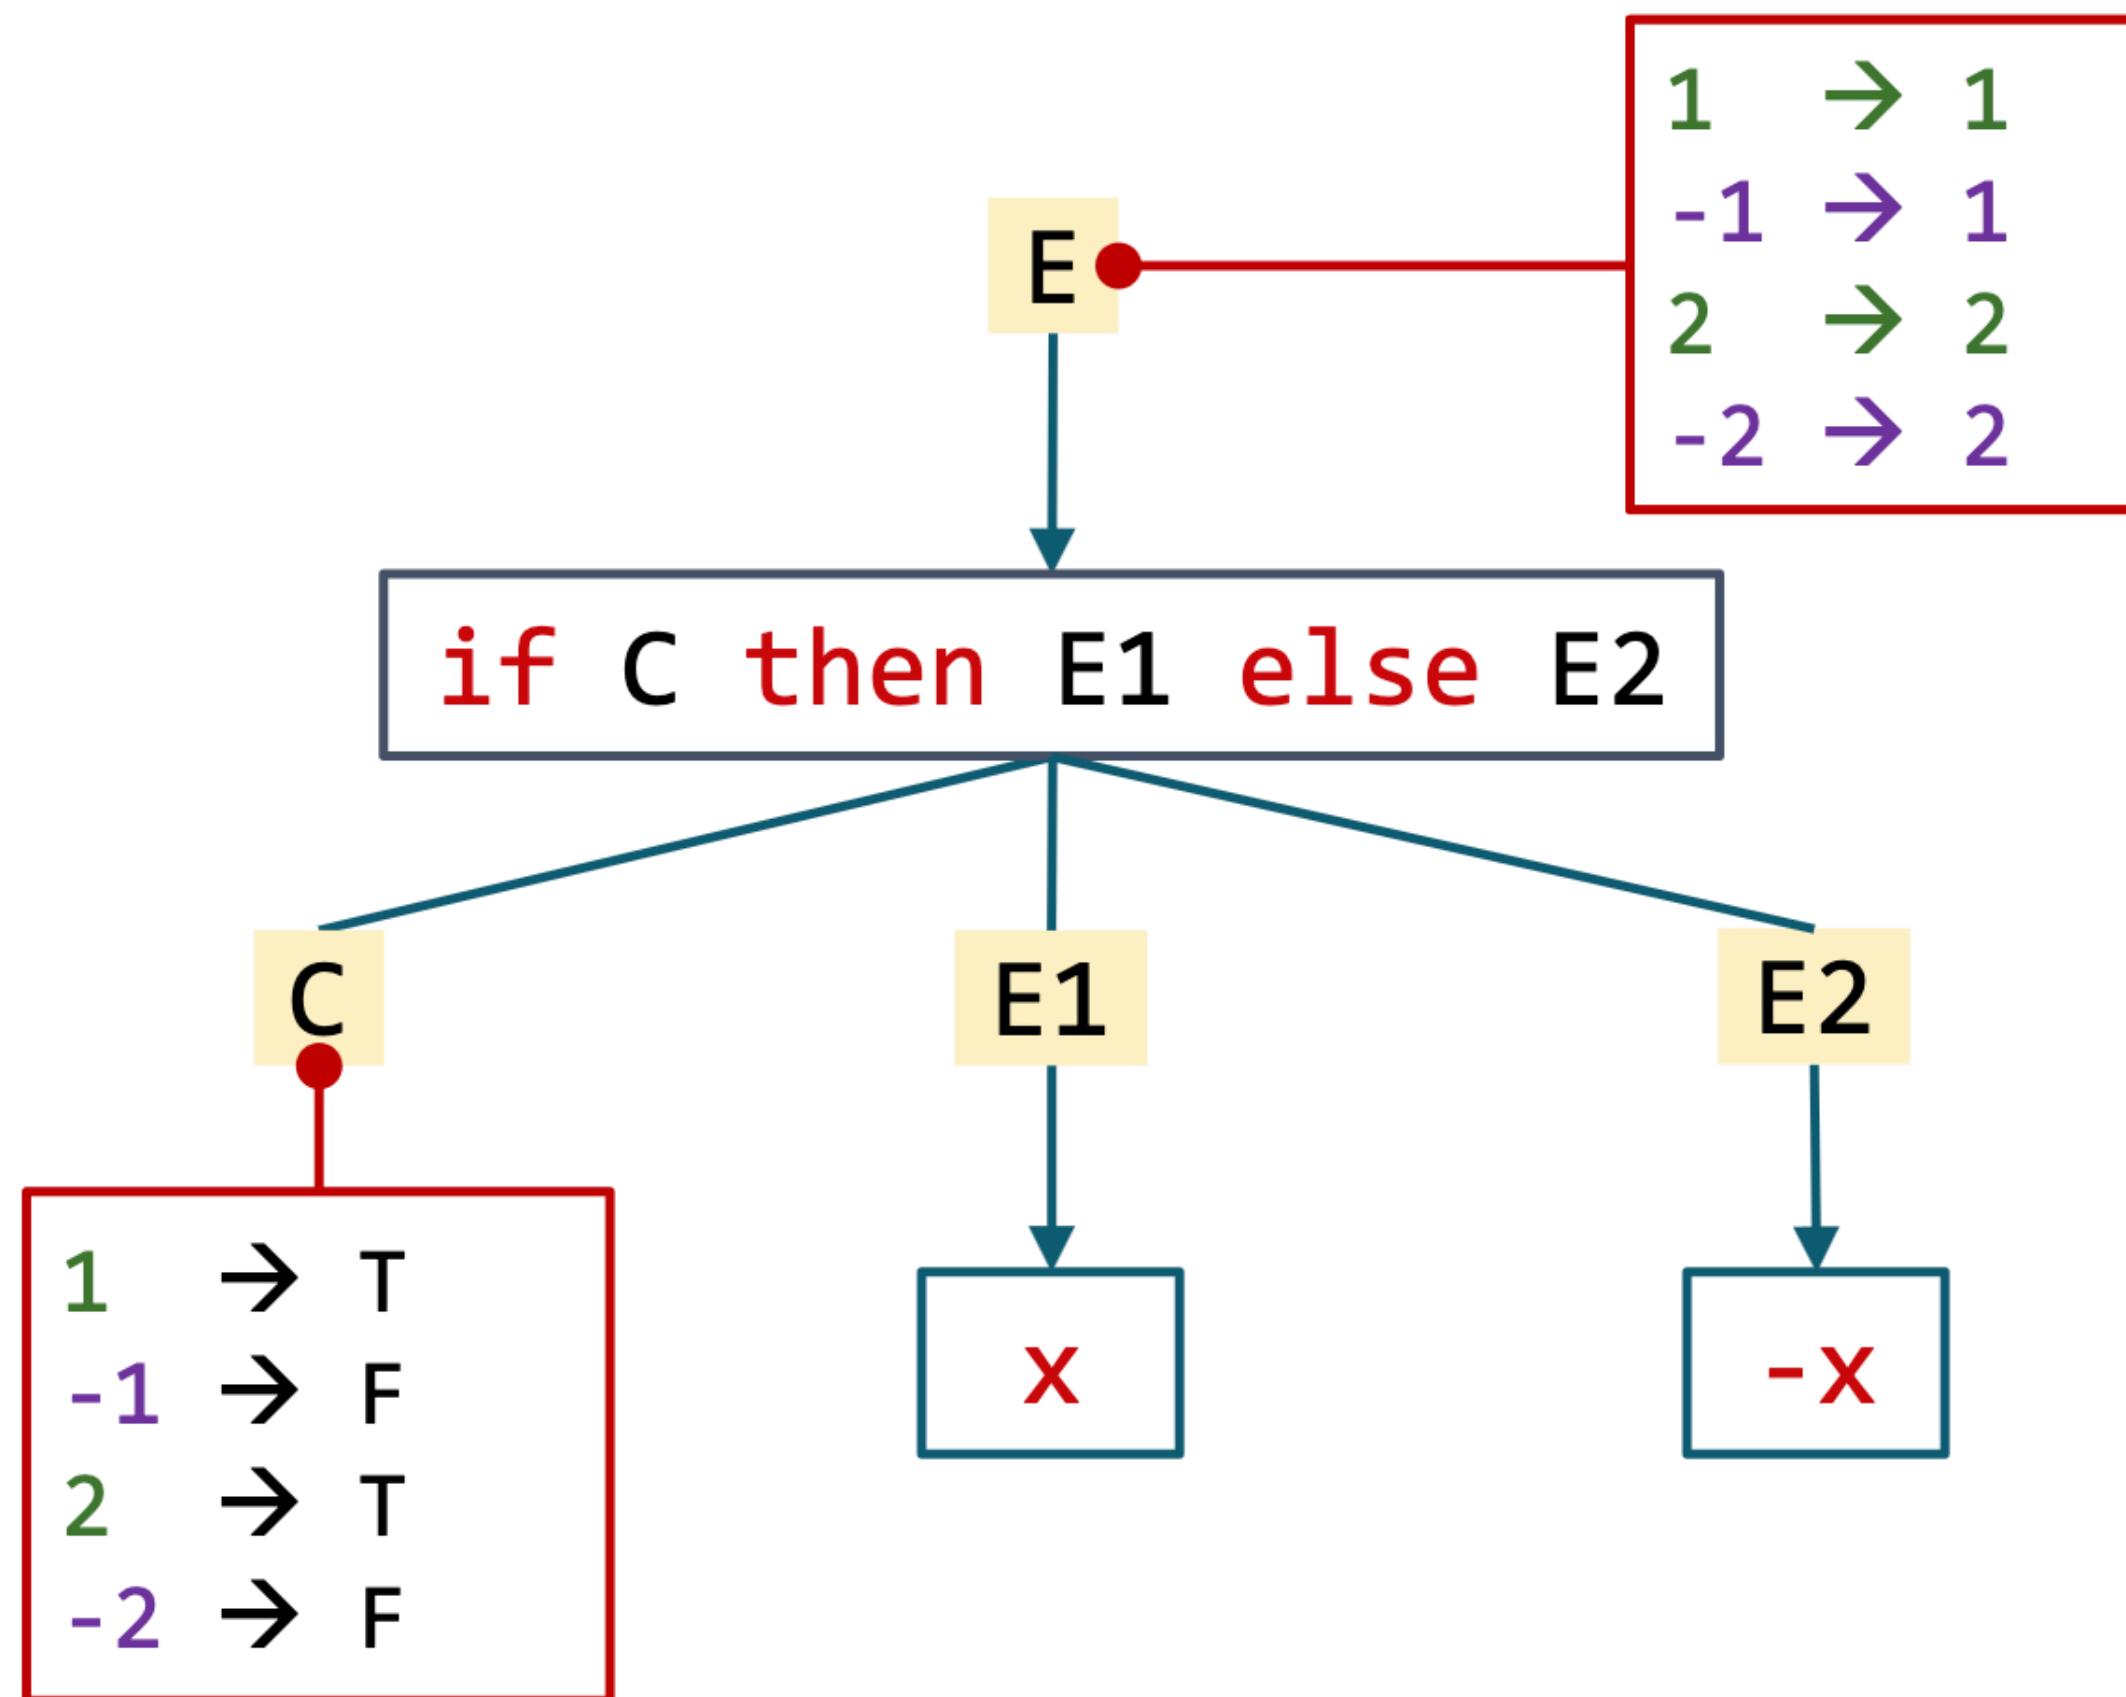 1 → 1
-1 → 1
2 → 2
-2 → 2
E
if C then E1 else E2
C
E1
E2
1 → T
-1 → F
2 → T
-2 → F
x
-x